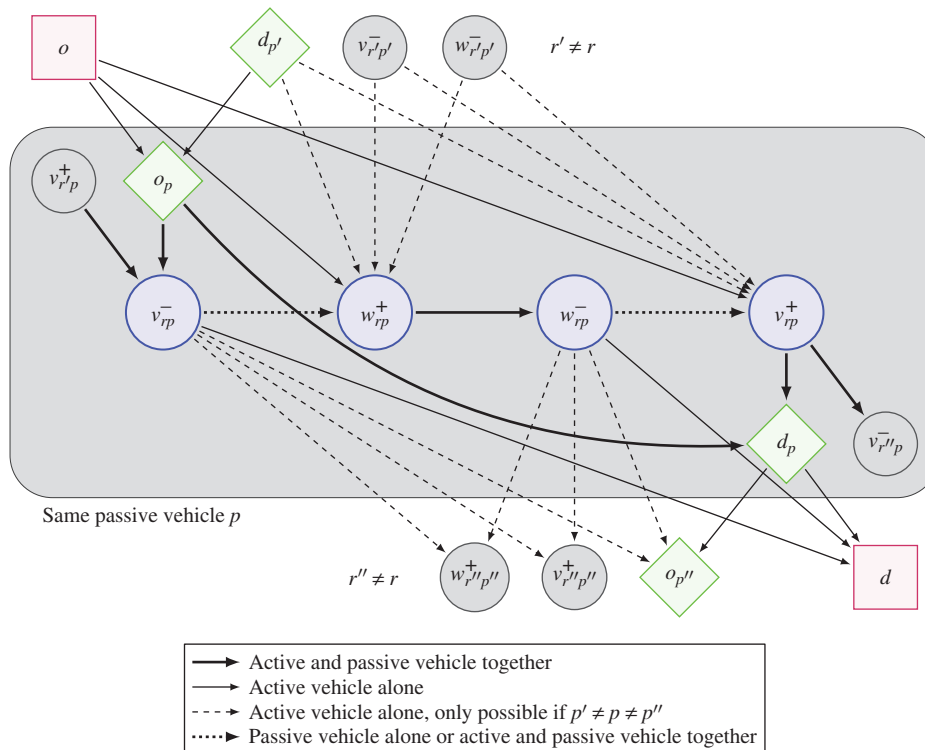 o d_{p'} v^-_{r'p'} w^-_{r'p'} r' ≠ r
v^+_{r'p} o_p
v^-_{rp} w^+_{rp} w^-_{rp} v^+_{rp}
d_p v^-_{r''p}
Same passive vehicle p
r'' ≠ r w^+_{r''p''} v^+_{r''p''} o_{p''} d
Active and passive vehicle together
Active vehicle alone
Active vehicle alone, only possible if p' ≠ p ≠ p''
Passive vehicle alone or active and passive vehicle together